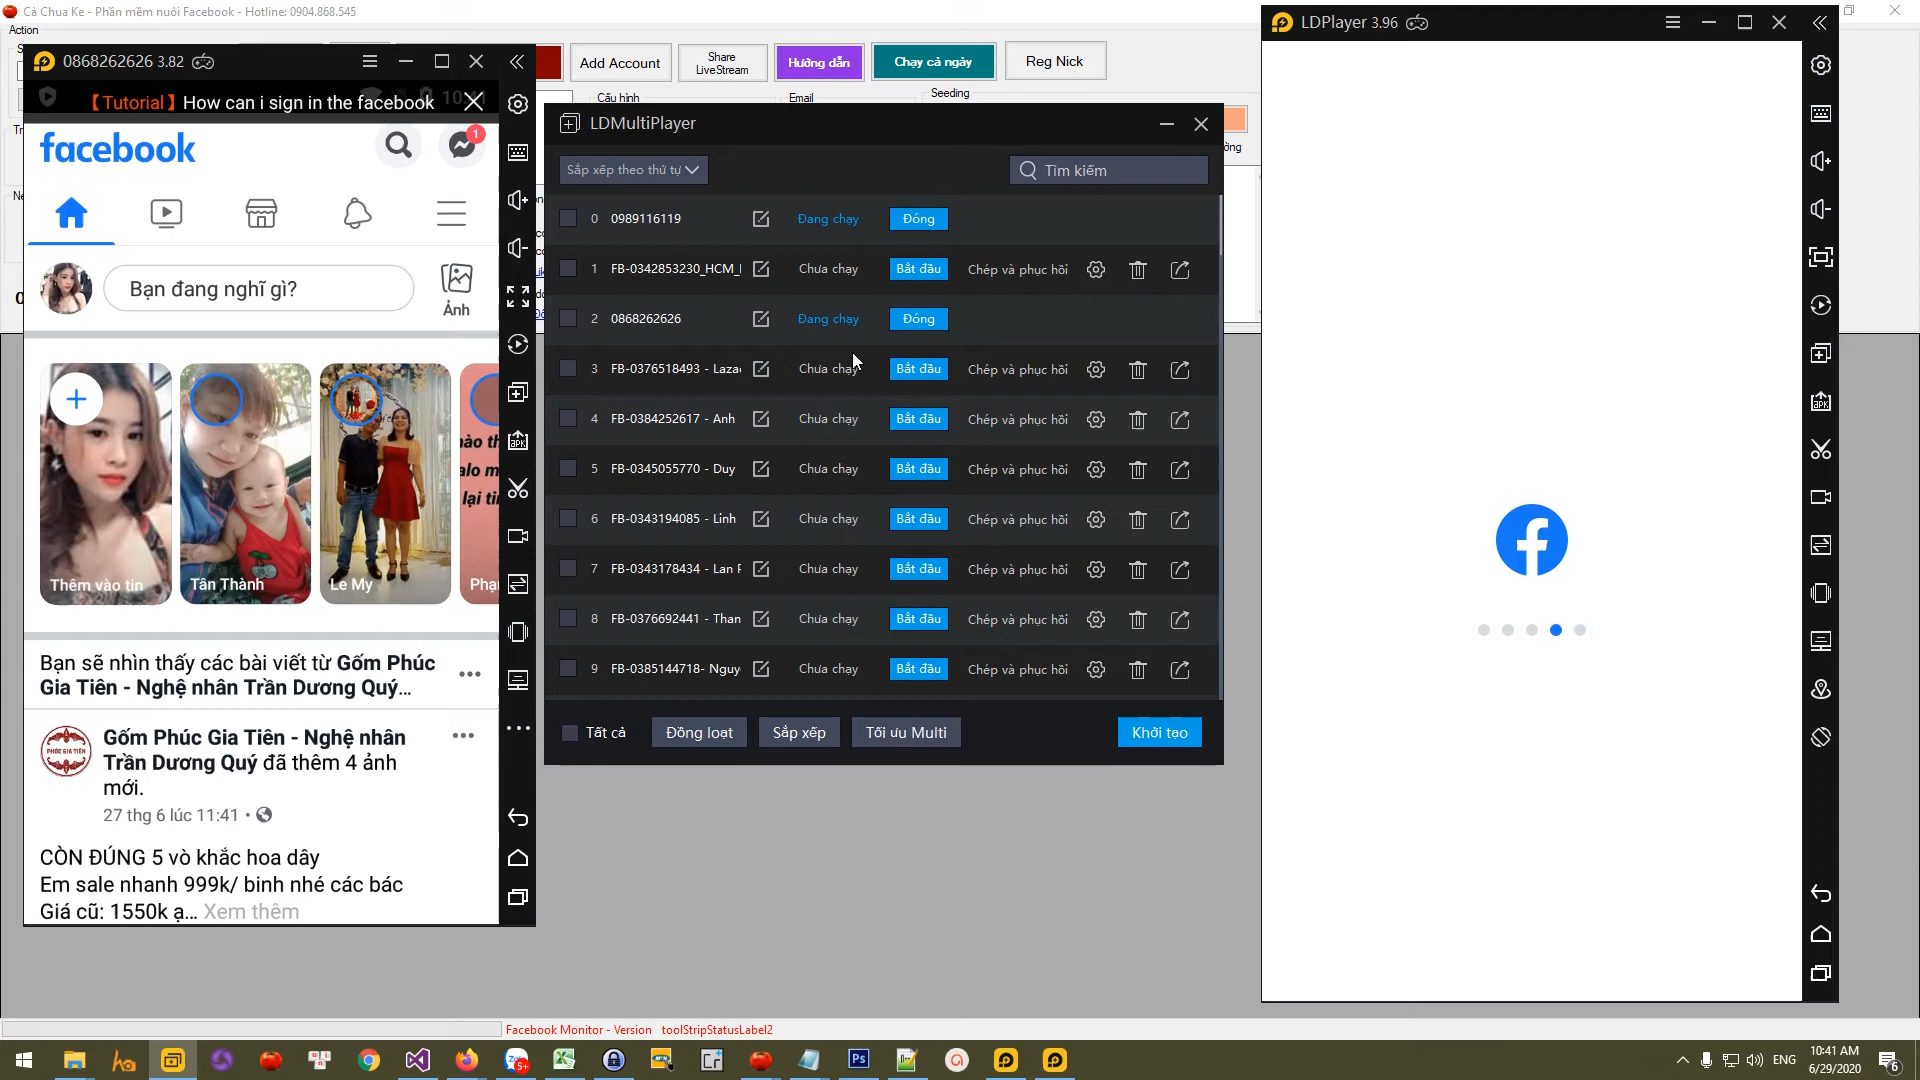 Cà Chua Ke - Phần mềm nuôi Facebook - Hotline: 0904.868.545
Action
Add Account
Share
LiveStream
Hướng dẫn
Chạy cả ngày
Reg Nick
Cấu hình
Email
Seeding
0868262626 3.82
【Tutorial】How can i sign in the facebook
facebook
1
Bạn đang nghĩ gì?
Ảnh
Thêm vào tin
Tân Thành
Le My
Bạn sẽ nhìn thấy các bài viết từ Gốm Phúc
Gia Tiên - Nghệ nhân Trần Dương Quý...
Gốm Phúc Gia Tiên - Nghệ nhân
Trần Dương Quý đã thêm 4 ảnh
mới.
27 thg 6 lúc 11:41
CÒN ĐÚNG 5 vò khắc hoa dây
Em sale nhanh 999k/ bình nhé các bác
Giá cũ: 1550k ạ... Xem thêm
LDMultiPlayer
Sắp xếp theo thứ tự
Tìm kiếm
0 0989116119 Đang chạy Đóng
1 FB-0342853230_HCM_ Chưa chạy Bắt đầu Chép và phục hồi
2 0868262626 Đang chạy Đóng
3 FB-0376518493 - Laza Chưa chạy Bắt đầu Chép và phục hồi
4 FB-0384252617 - Anh Chưa chạy Bắt đầu Chép và phục hồi
5 FB-0345055770 - Duy Chưa chạy Bắt đầu Chép và phục hồi
6 FB-0343194085 - Linh Chưa chạy Bắt đầu Chép và phục hồi
7 FB-0343178434 - Lan Chưa chạy Bắt đầu Chép và phục hồi
8 FB-0376692441 - Than Chưa chạy Bắt đầu Chép và phục hồi
9 FB-0385144718- Nguy Chưa chạy Bắt đầu Chép và phục hồi
Tất cả
Đồng loạt
Sắp xếp
Tối ưu Multi
Khởi tạo
LDPlayer 3.96
Facebook Monitor - Version toolStripStatusLabel2
ENG
10:41 AM
6/29/2020
6